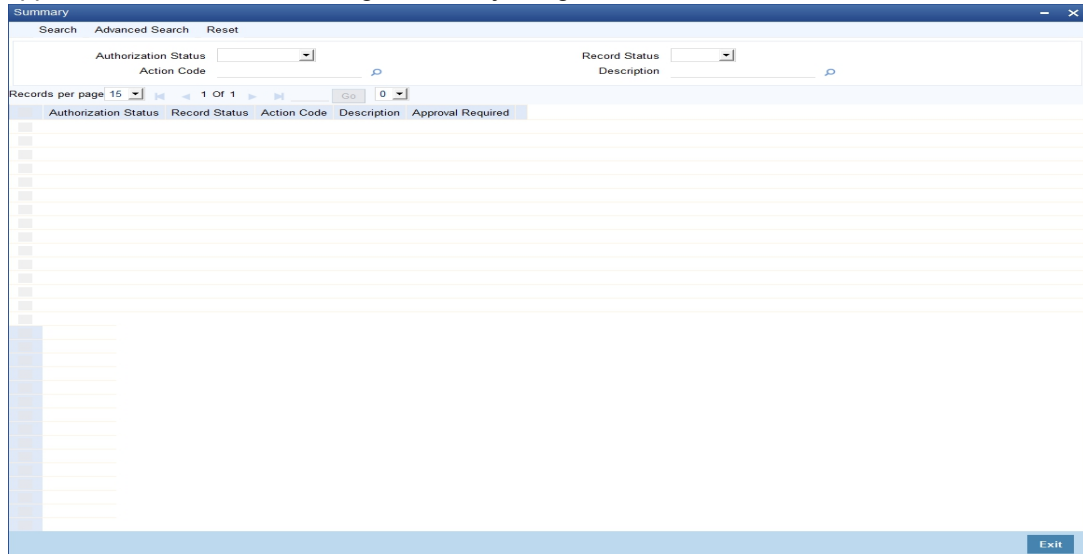 Summary
Search Advanced Search Reset
Authorization Status Record Status
Action Code Description
Records per page 15 1 Of 1 Go 0
Authorization Status Record Status Action Code Description Approval Required
Exit